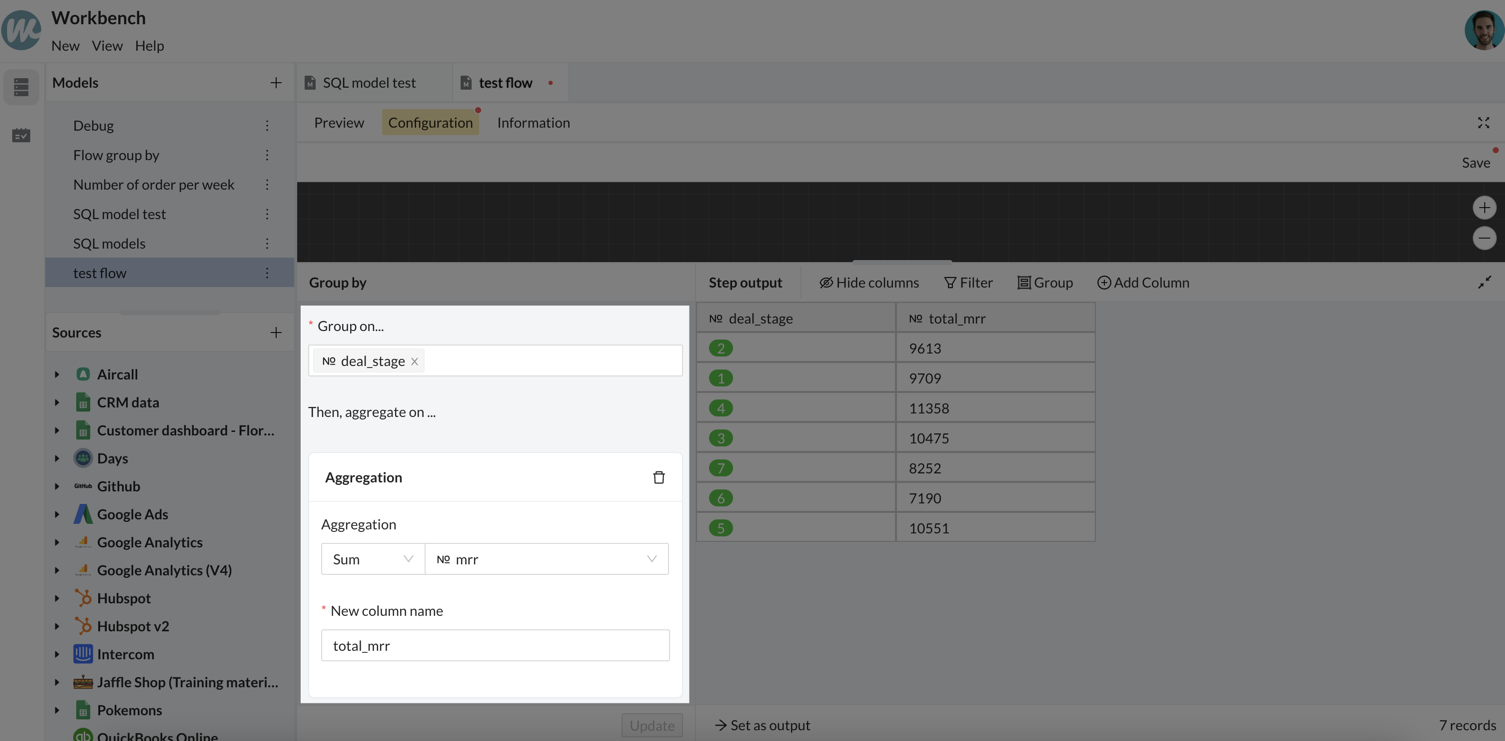 Workbench
New View Help
Models
SQL model test
test flow
Debug
Flow group by
Number of order per week
SQL model test
SQL models
test flow
Preview Configuration Information
Save
Sources
Aircall
CRM data
Customer dashboard - Flor...
Days
GitHub Github
Google Ads
Google Analytics
Google Analytics (V4)
Hubspot
Hubspot v2
Intercom
Jaffle Shop (Training materi...
Pokemons
QuickBooks Online
Group by
* Group on...
№ deal_stage
Then, aggregate on ...
Aggregation
Aggregation
Sum № mrr
* New column name
total_mrr
Update
Step output Hide columns Filter Group Add Column
№ deal_stage № total_mrr
2 9613
1 9709
4 11358
3 10475
7 8252
6 7190
5 10551
Set as output 7 records